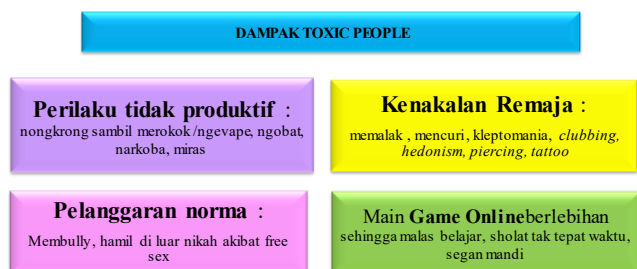 DAMPAK TOXIC PEOPLE
Perilaku tidak produktif :
nongkrong sambil merokok/ngevape, ngobat,
narkoba, miras
Kenakalan Remaja :
memalak , mencuri, kleptomania, clubbing,
hedonism, piercing, tattoo
Pelanggaran norma :
Membully, hamil di luar nikah akibat free
sex
Main Game Onlineberlebihan
sehingga malas belajar, sholat tak tepat waktu,
segan mandi